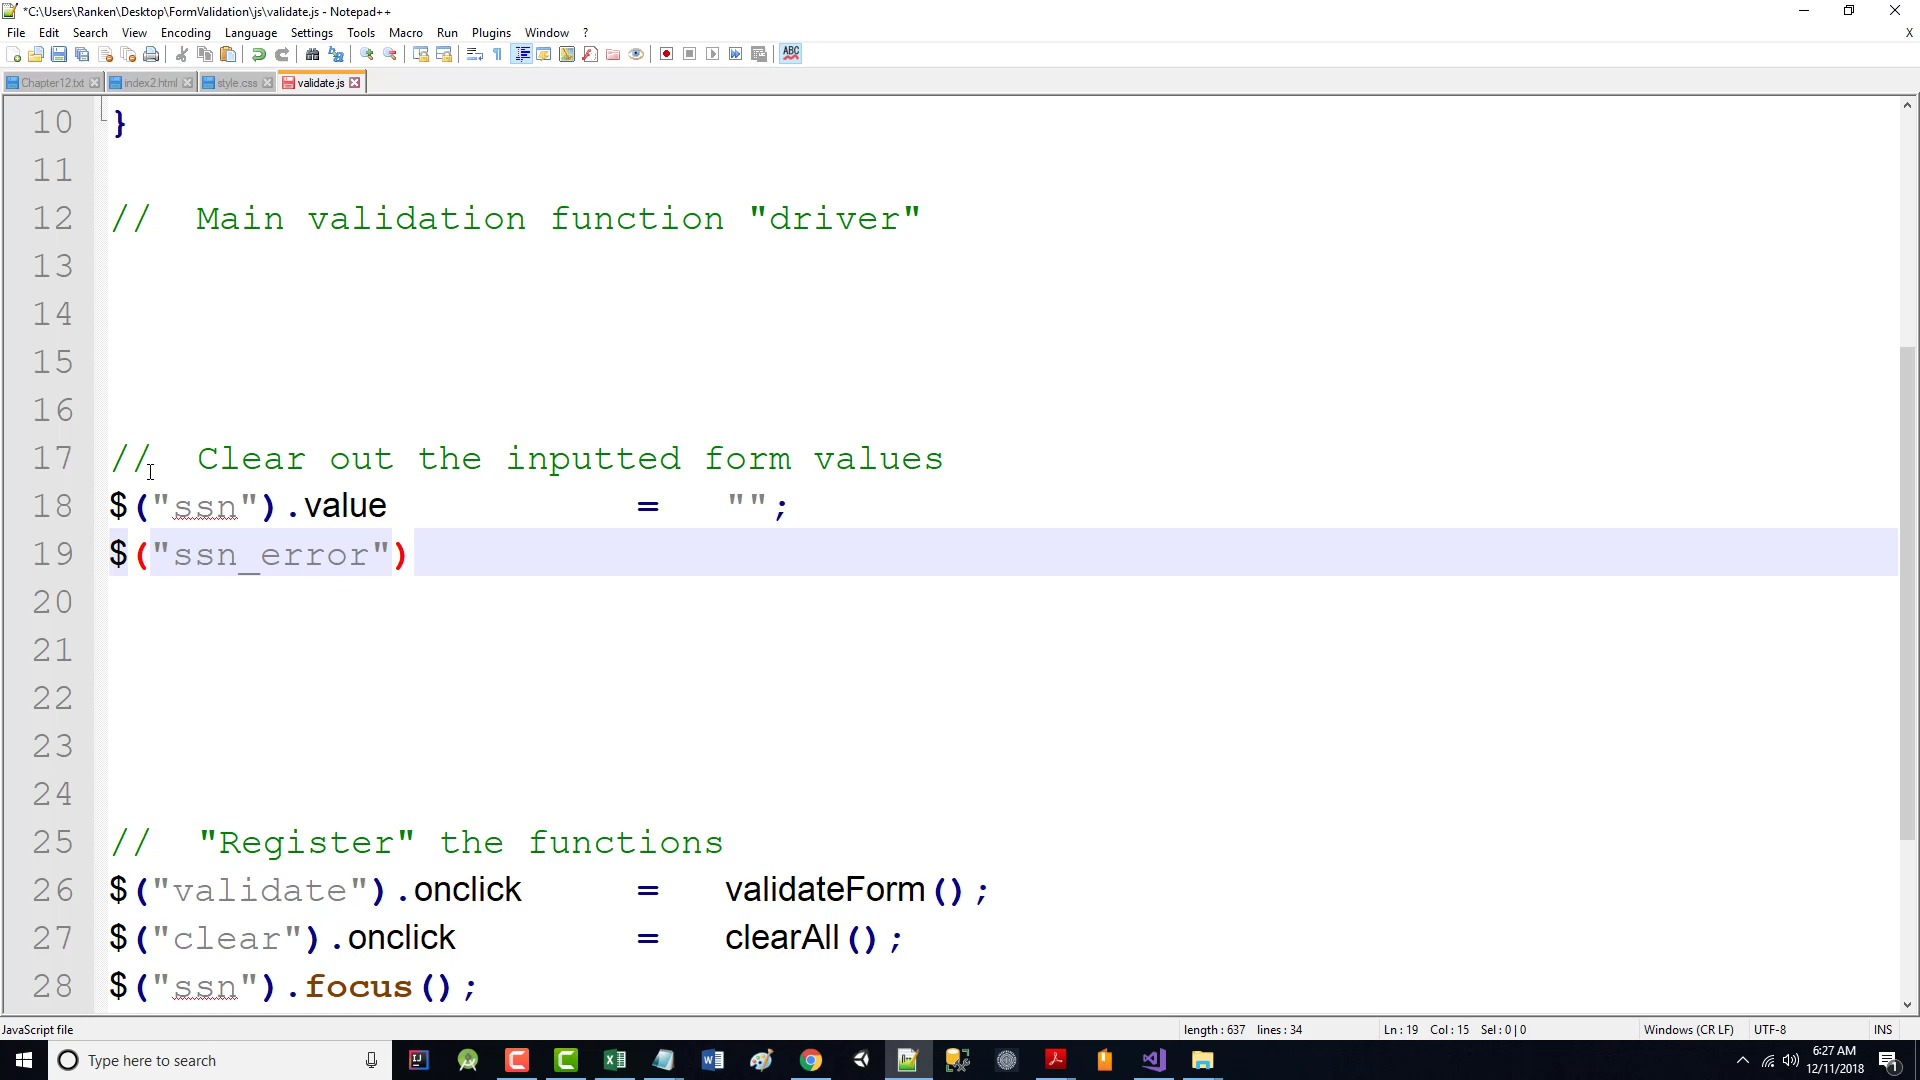 *C:\Users\Ranken\Desktop\FormValidation\js\validate.js - Notepad++
File Edit Search View Encoding Language Settings Tools Macro Run Plugins Window ? X
ABC
Chapter12.txt index2.html style.css validate.js
10 }
11
12 // Main validation function "driver"
13
14
15
16
17 // Clear out the inputted form values
18 $("ssn").value = "";
19 $("ssn_error")
20
21
22
23
24
25 // "Register" the functions
26 $("validate").onclick = validateForm();
27 $("clear").onclick = clearAll();
28 $("ssn").focus();
JavaScript file length : 637 lines : 34 Ln : 19 Col : 15 Sel : 0 | 0 Windows (CR LF) UTF-8 INS
Type here to search
6:27 AM
12/11/2018
1